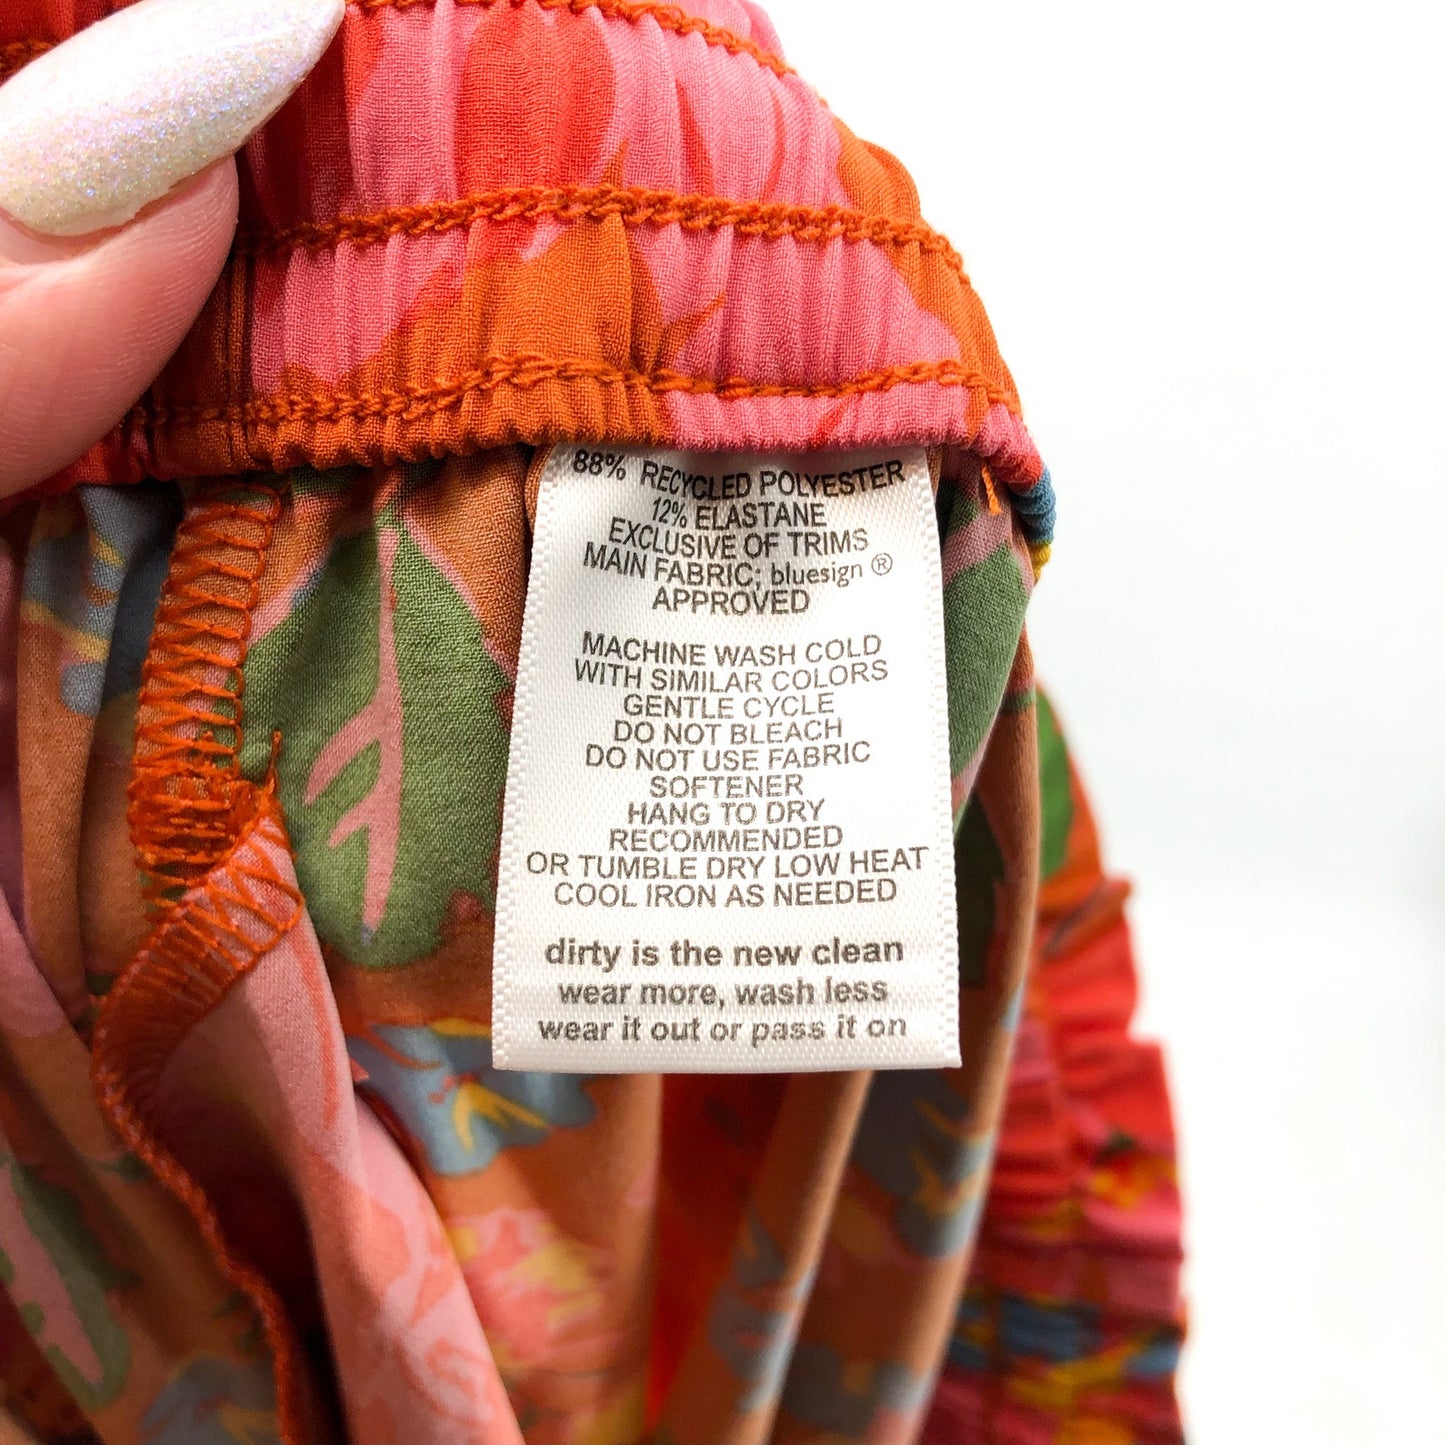 88% RECYCLED POLYESTER
12% ELASTANE
EXCLUSIVE OF TRIMS
MAIN FABRIC; bluesign ®
APPROVED
MACHINE WASH COLD
WITH SIMILAR COLORS
GENTLE CYCLE
DO NOT BLEACH
DO NOT USE FABRIC
SOFTENER
HANG TO DRY
RECOMMENDED
OR TUMBLE DRY LOW HEAT
COOL IRON AS NEEDED
dirty is the new clean
wear more, wash less
wear it out or pass it on